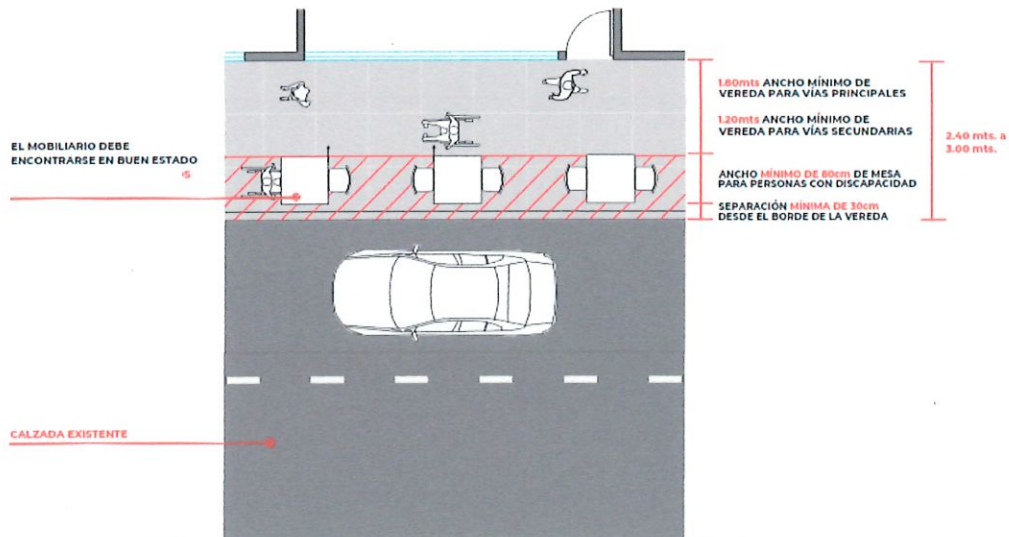 EL MOBILIARIO DEBE
ENCONTRARSE EN BUEN ESTADO
CALZADA EXISTENTE
1.80mts ANCHO MÍNIMO DE
VEREDA PARA VÍAS PRINCIPALES
1.20mts ANCHO MÍNIMO DE
VEREDA PARA VÍAS SECUNDARIAS
ANCHO MÍNIMO DE 80cm DE MESA
PARA PERSONAS CON DISCAPACIDAD
SEPARACIÓN MÍNIMA DE 30cm
DESDE EL BORDE DE LA VEREDA
2.40 mts. a
3.00 mts.